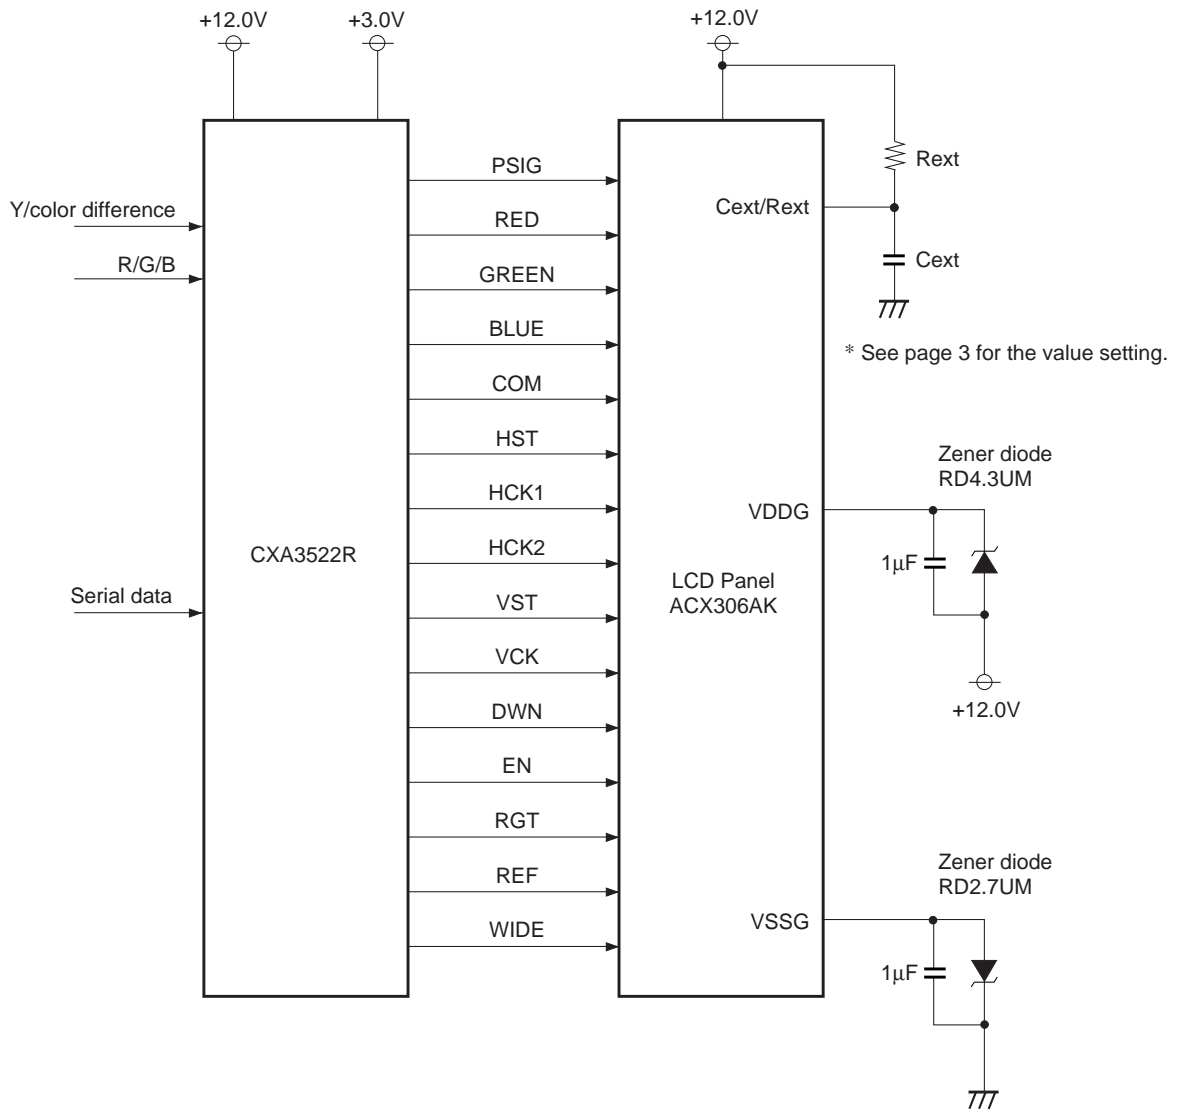 +12.0V
+3.0V
+12.0V
Y/color difference
R/G/B
Serial data
CXA3522R
PSIG
RED
GREEN
BLUE
COM
HST
HCK1
HCK2
VST
VCK
DWN
EN
RGT
REF
WIDE
LCD Panel
ACX306AK
Cext/Rext
Rext
Cext
* See page 3 for the value setting.
VDDG
Zener diode
RD4.3UM
1μF
+12.0V
VSSG
Zener diode
RD2.7UM
1μF